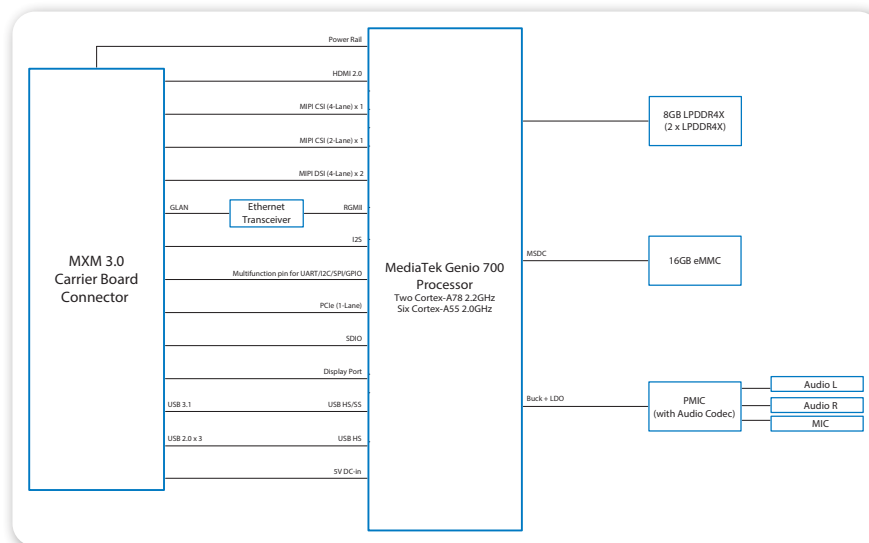 Power Rail
HDMI 2.0
MIPI CSI (4-Lane) x 1
MIPI CSI (2-Lane) x 1
MIPI DSI (4-Lane) x 2
GLAN
Ethernet
Transceiver
RGMII
I2S
Multifunction pin for UART/I2C/SPI/GPIO
PCIe (1-Lane)
SDIO
Display Port
USB 3.1
USB HS/SS
USB 2.0 x 3
USB HS
5V DC-in
MXM 3.0
Carrier Board
Connector
MediaTek Genio 700
Processor
Two Cortex-A78 2.2GHz
Six Cortex-A55 2.0GHz
8GB LPDDR4X
(2 x LPDDR4X)
MSDC
16GB eMMC
Buck + LDO
PMIC
(with Audio Codec)
Audio L
Audio R
MIC